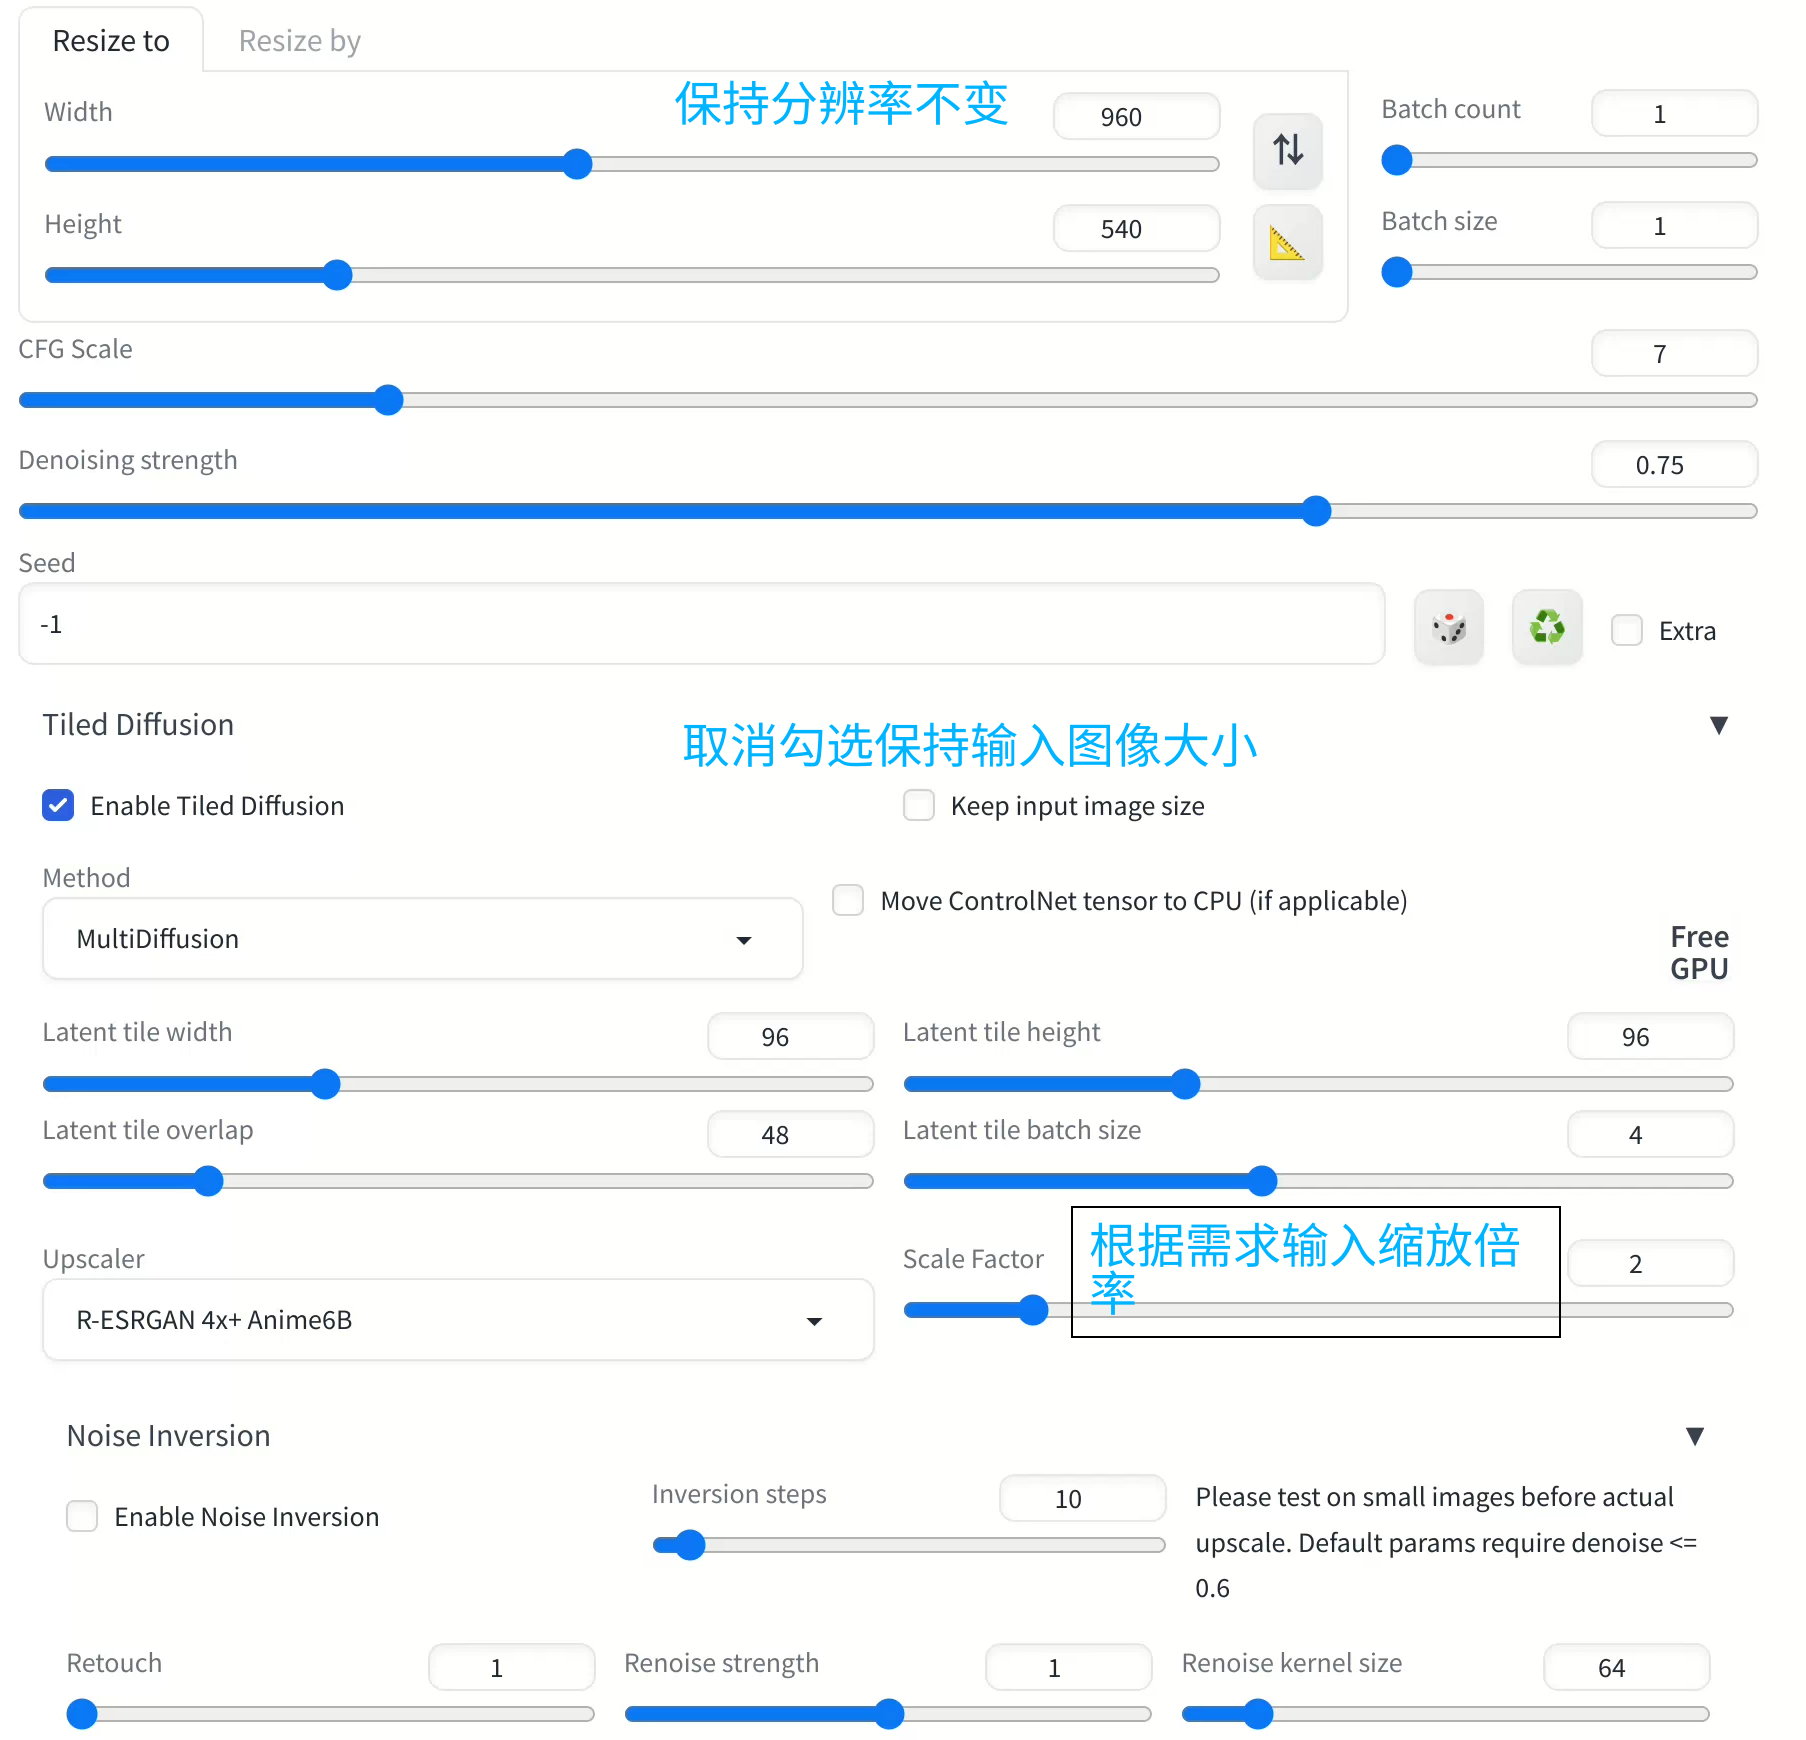 Resize to
Resize by
保持分辨率不变
Width
960
Height
540
Batch count
1
Batch size
1
CFG Scale
7
Denoising strength
0.75
Seed
-1
Extra
Tiled Diffusion
▼
取消勾选保持输入图像大小
Enable Tiled Diffusion
Keep input image size
Method
MultiDiffusion
Move ControlNet tensor to CPU (if applicable)
Free
GPU
Latent tile width
96
Latent tile height
96
Latent tile overlap
48
Latent tile batch size
4
Upscaler
R-ESRGAN 4x+ Anime6B
Scale Factor
根据需求输入缩放倍
率
2
Noise Inversion
▼
Enable Noise Inversion
Inversion steps
10
Please test on small images before actual
upscale. Default params require denoise <=
0.6
Retouch
1
Renoise strength
1
Renoise kernel size
64